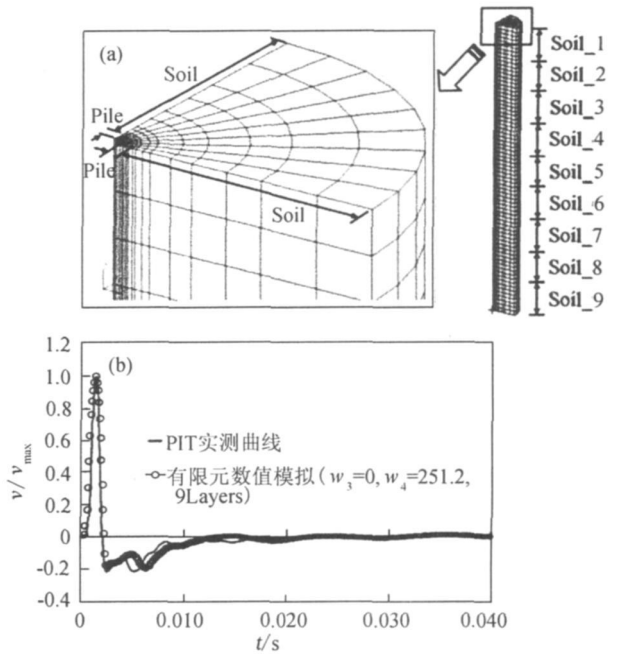 (a)
Soil
Pile
Pile
Soil
Soil_1
Soil_2
Soil_3
Soil_4
Soil_5
Soil_6
Soil_7
Soil_8
Soil_9
(b)
1.2
1.0
0.8
0.6
0.4
0.2
0
-0.2
-0.4
v/vmax
PIT实测曲线
有限元数值模拟(w3=0,w4=251.2,
9Layers)
0 0.010 0.020 0.030 0.040
t/s